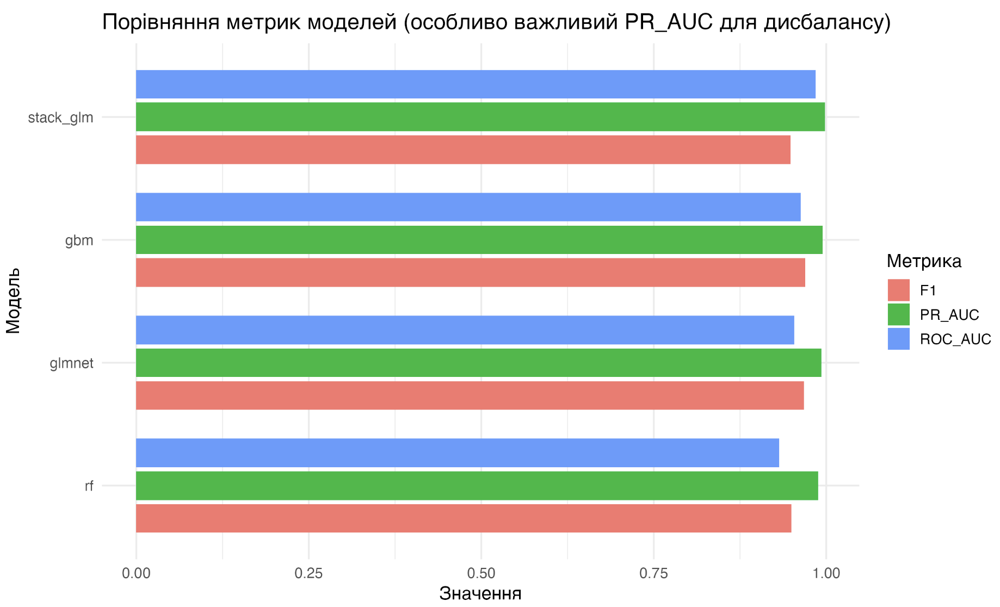 Порівняння метрик моделей (особливо важливий PR_AUC для дисбалансу)
stack_glm
gbm
glmnet
rf
Модель
0.00
0.25
0.50
0.75
1.00
Значення
Метрика
F1
PR_AUC
ROC_AUC